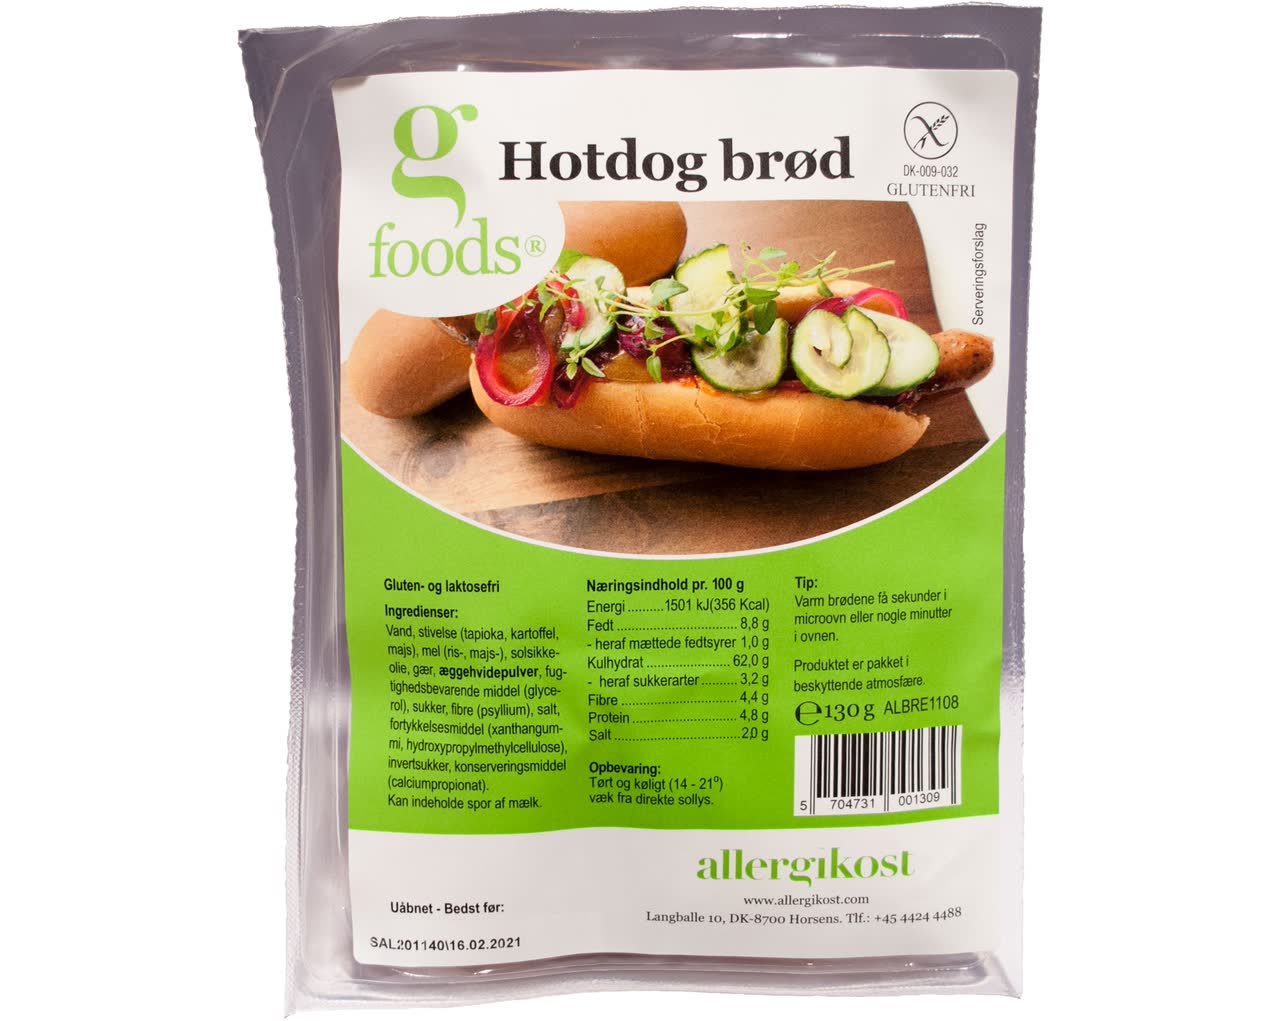 g
foods®
Hotdog brød
DK-009-032
GLUTENFRI
Serveringsforslag
Gluten- og laktosefri
Ingredienser:
Vand, stivelse (tapioka, kartoffel,
majs), mel (ris-, majs-), solsikke-
olie, gær, æggehvidepulver, fug-
tighedsbevarende middel (glyce-
rol), sukker, fibre (psyllium), salt,
fortykkelsesmiddel (xanthangum-
mi, hydroxypropylmethylcellulose),
invertsukker, konserveringsmiddel
(calciumpropionat).
Kan indeholde spor af mælk.
Næringsindhold pr. 100 g
Energi..........1501 kJ(356 Kcal)
Fedt..............................8,8 g
- heraf mættede fedtsyrer 1,0 g
Kulhydrat.....................62,0 g
- heraf sukkerarter.........3,2 g
Fibre.............................4,4 g
Protein..........................4,8 g
Salt...............................2,0 g
Opbevaring:
Tørt og køligt (14 - 21°)
væk fra direkte sollys.
Tip:
Varm brødene få sekunder i
microovn eller nogle minutter
i ovnen.
Produktet er pakket i
beskyttende atmosfære.
℮130 g ALBRE1108
5 704731 001309
allergikost
www.allergikost.com
Langballe 10, DK-8700 Horsens. Tlf.: +45 4424 4488
Uåbnet - Bedst før:
SAL201140\16.02.2021